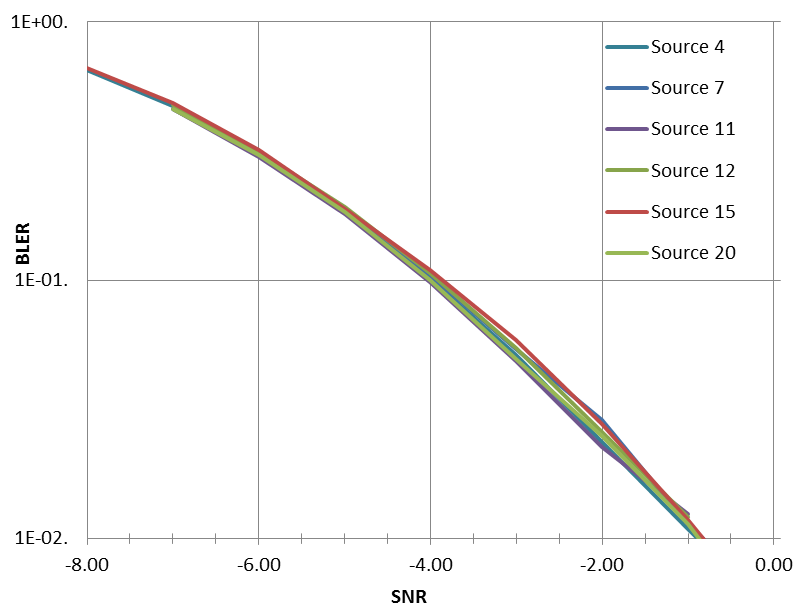 1E+00.
Source 4
Source 7
Source 11
Source 12
Source 15
Source 20
BLER
1E-01.
1E-02.
-8.00 -6.00 -4.00 -2.00 0.00
SNR